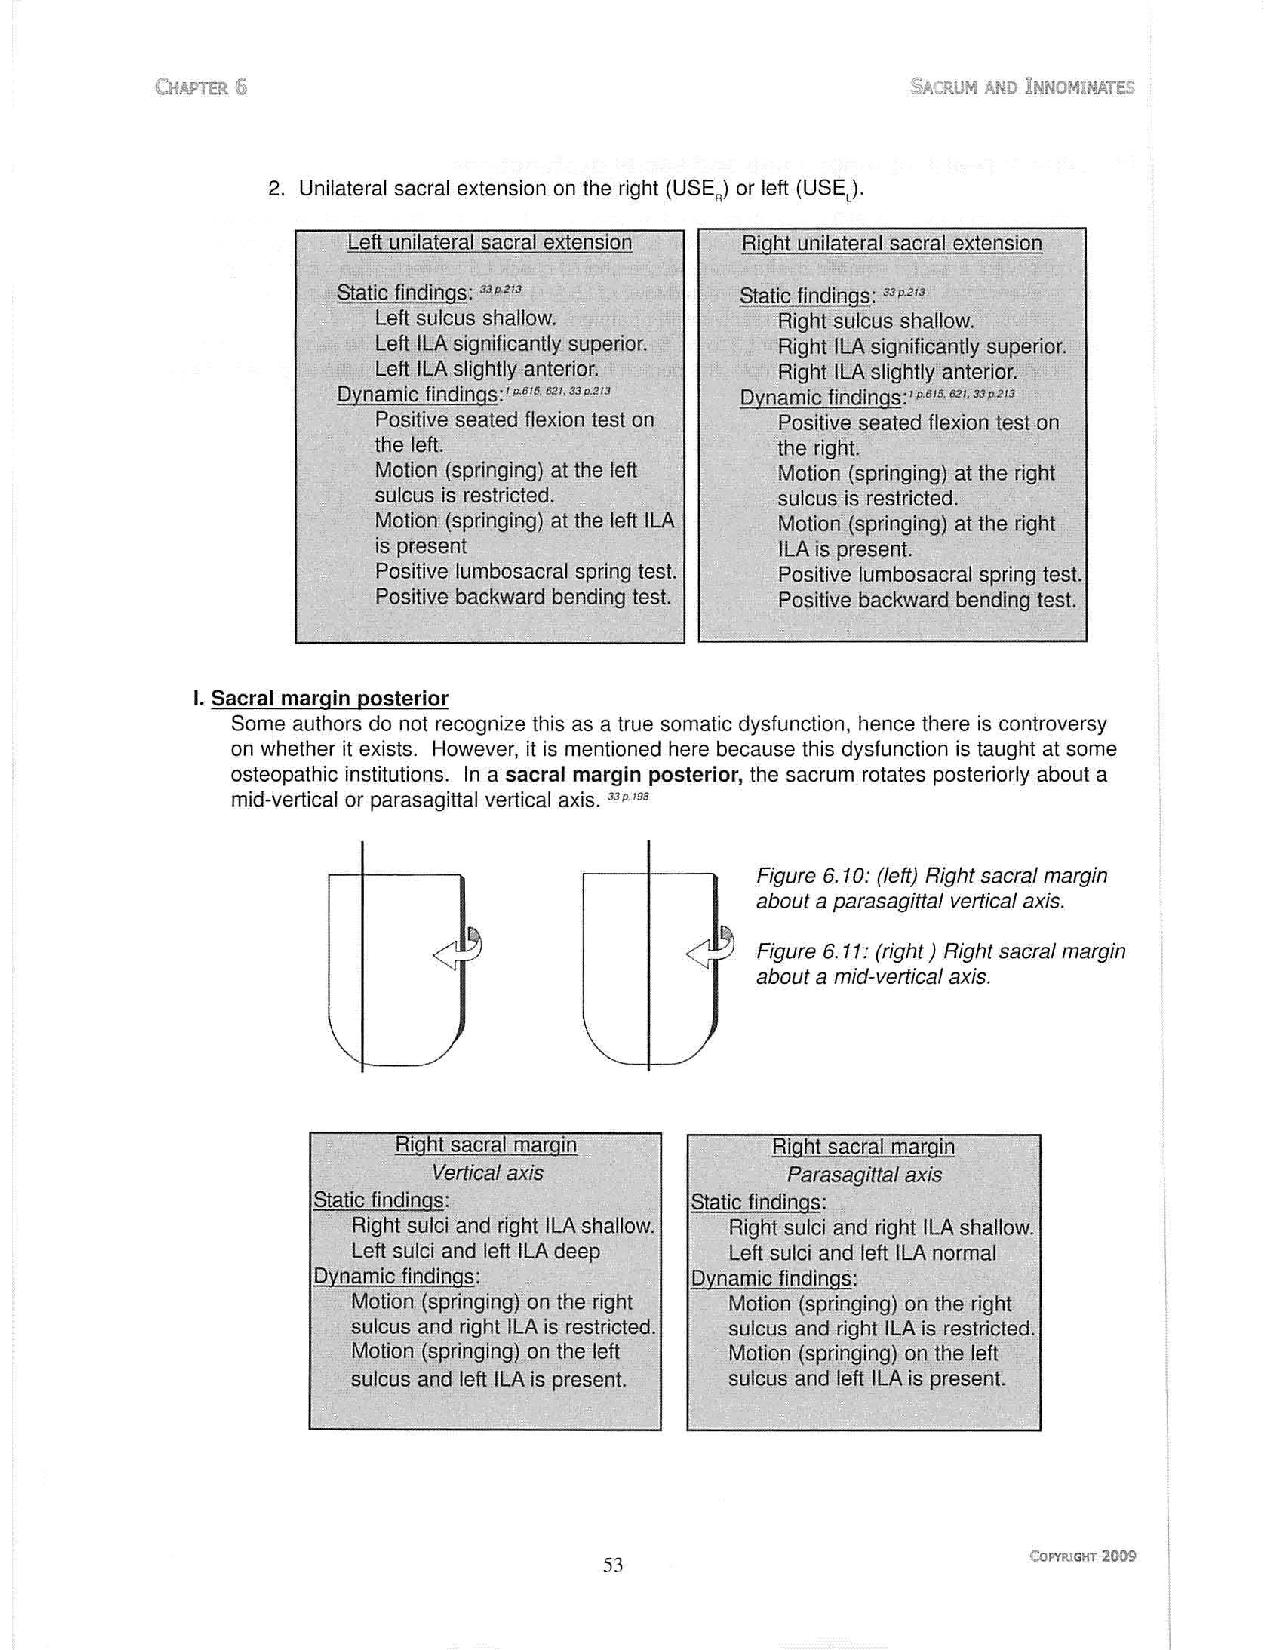 CHAPTER 6
SACRUM AND INNOMINATES
2. Unilateral sacral extension on the right (USER) or left (USEL).
Left unilateral sacral extension
Static findings: 33 p.213
Left sulcus shallow.
Left ILA significantly superior.
Left ILA slightly anterior.
Dynamic findings: 1 p.615, 621, 33 p.213
Positive seated flexion test on
the left.
Motion (springing) at the left
sulcus is restricted.
Motion (springing) at the left ILA
is present
Positive lumbosacral spring test.
Positive backward bending test.
Right unilateral sacral extension
Static findings: 33 p.213
Right sulcus shallow.
Right ILA significantly superior.
Right ILA slightly anterior.
Dynamic findings: 1 p.615, 621, 33 p.213
Positive seated flexion test on
the right.
Motion (springing) at the right
sulcus is restricted.
Motion (springing) at the right
ILA is present.
Positive lumbosacral spring test.
Positive backward bending test.
I. Sacral margin posterior
Some authors do not recognize this as a true somatic dysfunction, hence there is controversy
on whether it exists. However, it is mentioned here because this dysfunction is taught at some
osteopathic institutions. In a sacral margin posterior, the sacrum rotates posteriorly about a
mid-vertical or parasagittal vertical axis. 33 p.198
Figure 6.10: (left) Right sacral margin
about a parasagittal vertical axis.
Figure 6.11: (right ) Right sacral margin
about a mid-vertical axis.
Right sacral margin
Vertical axis
Static findings:
Right sulci and right ILA shallow.
Left sulci and left ILA deep
Dynamic findings:
Motion (springing) on the right
sulcus and right ILA is restricted.
Motion (springing) on the left
sulcus and left ILA is present.
Right sacral margin
Parasagittal axis
Static findings:
Right sulci and right ILA shallow.
Left sulci and left ILA normal
Dynamic findings:
Motion (springing) on the right
sulcus and right ILA is restricted.
Motion (springing) on the left
sulcus and left ILA is present.
53
COPYRIGHT 2009